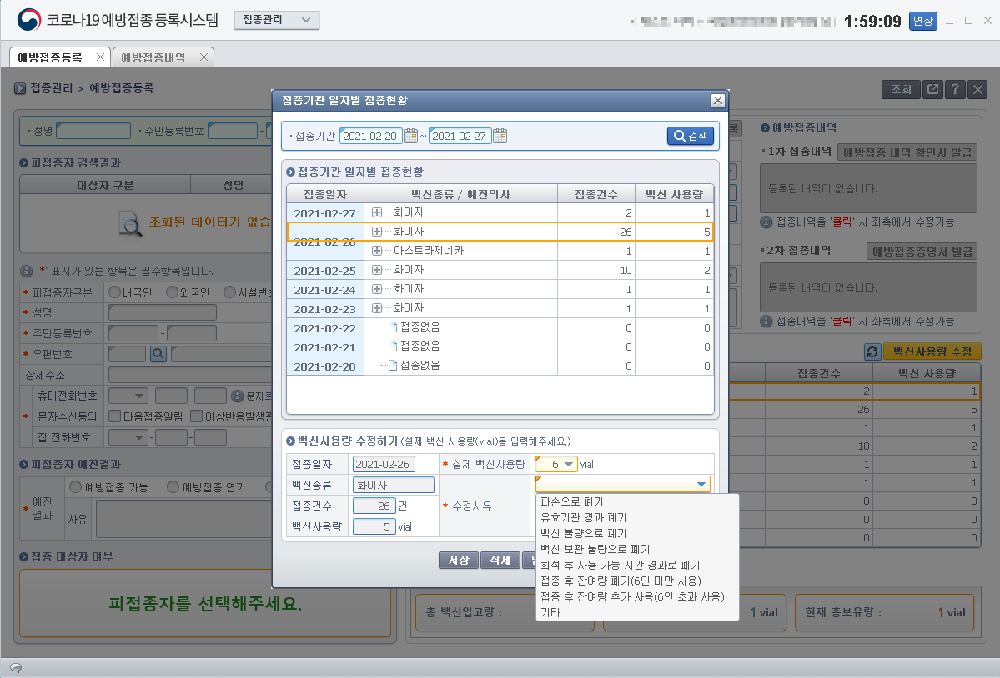 코로나19 예방접종 등록시스템
접종관리
1:59:09
연장
예방접종등록
예방접종내역
접종관리 > 예방접종등록
조회
· 성명
· 주민등록번호
피접종자 검색결과
대상자 구분 성명
조회된 데이터가 없습
'*' 표시가 있는 항목은 필수항목입니다.
* 피접종자구분 내국인 외국인 시설번호
* 성명
* 주민등록번호 -
* 우편번호
상세주소
휴대전화번호 - - 문자로
* 문자수신동의 다음접종알림 이상반응발생관
집 전화번호 - -
피접종자 예진결과
* 예진 결과 예방접종 가능 예방접종 연기
사유
접종 대상자 여부
피접종자를 선택해주세요.
접종기관 일자별 접종현황
· 접종기간 2021-02-20 ~ 2021-02-27 검색
접종기관 일자별 접종현황
접종일자 백신종류 / 예진의사 접종건수 백신 사용량
2021-02-27 화이자 2 1
2021-02-26 화이자 26 5
아스트라제네카 1 1
2021-02-25 화이자 10 2
2021-02-24 화이자 1 1
2021-02-23 화이자 1 1
2021-02-22 접종없음 0 0
2021-02-21 접종없음 0 0
2021-02-20 접종없음 0 0
백신사용량 수정하기 (실제 백신 사용량(vial)을 입력해주세요.)
접종일자 2021-02-26 * 실제 백신사용량 6 vial
백신종류 화이자
접종건수 26 건 * 수정사유
백신사용량 5 vial
파손으로 폐기
유효기관 경과 폐기
백신 불량으로 폐기
백신 보관 불량으로 폐기
희석 후 사용 가능 시간 경과로 폐기
접종 후 잔여량 폐기(6인 미만 사용)
접종 후 잔여량 추가 사용(6인 초과 사용)
기타
저장 삭제
예방접종내역
· 1차 접종내역 예방접종 내역 확인서 발급
등록된 내역이 없습니다.
접종내역을 '클릭' 시 좌측에서 수정가능
· 2차 접종내역 예방접종증명서 발급
등록된 내역이 없습니다.
접종내역을 '클릭' 시 좌측에서 수정가능
백신사용량 수정
접종건수 백신 사용량
2 1
26 5
1 1
10 2
1 1
1 1
0 0
0 0
0 0
총 백신입고량 :
1 vial
현재 총보유량 : 1 vial